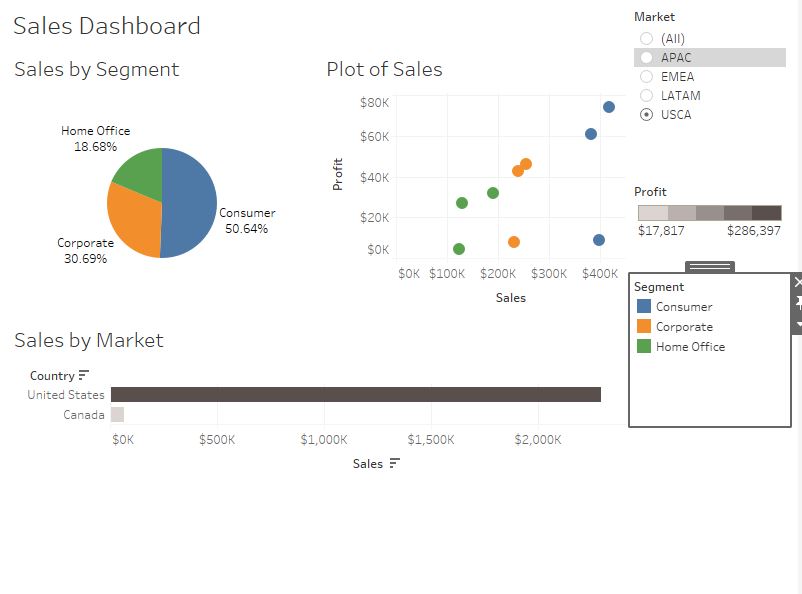 Sales Dashboard
Sales by Segment
Home Office
18.68%
Consumer
50.64%
Corporate
30.69%
Plot of Sales
Profit
$80K
$60K
$40K
$20K
$0K
$0K $100K $200K $300K $400K
Sales
Market
(All)
APAC
EMEA
LATAM
USCA
Profit
$17,817 $286,397
Segment
Consumer
Corporate
Home Office
Sales by Market
Country
United States
Canada
$0K $500K $1,000K $1,500K $2,000K
Sales